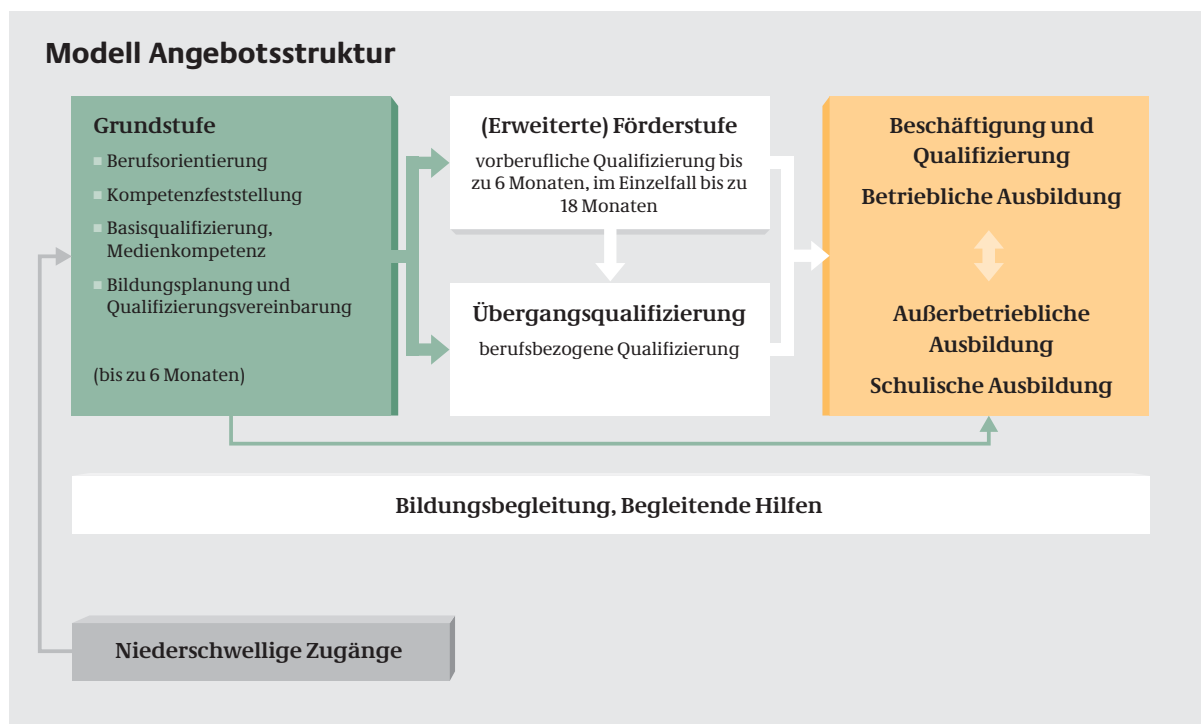 Modell Angebotsstruktur
Grundstufe
Berufsorientierung
Kompetenzfeststellung
Basisqualifizierung,
Medienkompetenz
Bildungsplanung und
Qualifizierungsvereinbarung
(bis zu 6 Monaten)
(Erweiterte) Förderstufe
vorberufliche Qualifizierung bis
zu 6 Monaten, im Einzelfall bis zu
18 Monaten
Übergangsqualifizierung
berufsbezogene Qualifizierung
Beschäftigung und
Qualifizierung
Betriebliche Ausbildung
Außerbetriebliche
Ausbildung
Schulische Ausbildung
Bildungsbegleitung, Begleitende Hilfen
Niederschwellige Zugänge